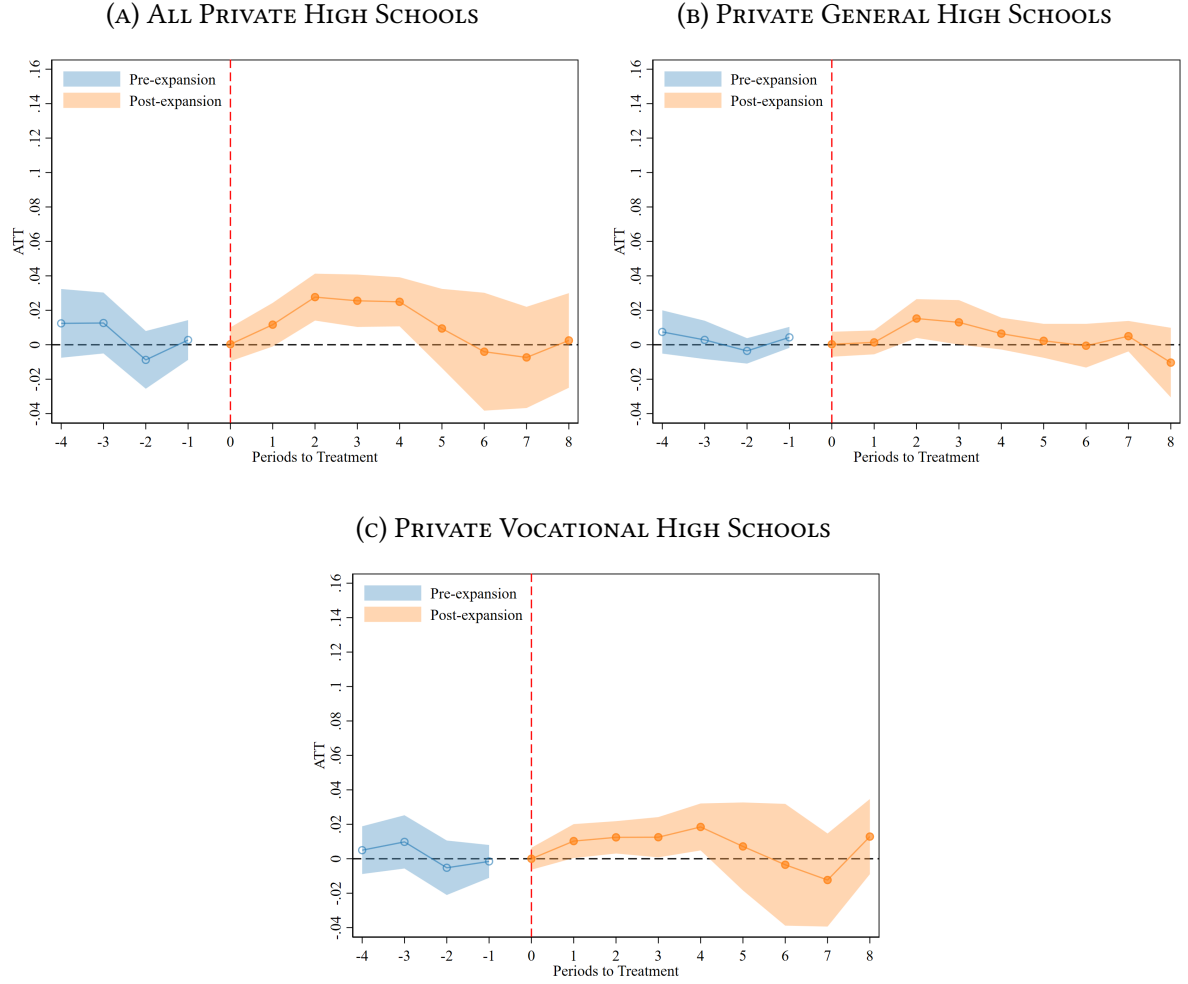 (A) ALL PRIVATE HIGH SCHOOLS
Pre-expansion
Post-expansion
.16
.14
.12
.1
.08
.06
.04
.02
0
-.02
-.04
ATT
-4 -3 -2 -1 0 1 2 3 4 5 6 7 8
Periods to Treatment
(B) PRIVATE GENERAL HIGH SCHOOLS
Pre-expansion
Post-expansion
.16
.14
.12
.1
.08
.06
.04
.02
0
-.02
-.04
ATT
-4 -3 -2 -1 0 1 2 3 4 5 6 7 8
Periods to Treatment
(C) PRIVATE VOCATIONAL HIGH SCHOOLS
Pre-expansion
Post-expansion
.16
.14
.12
.1
.08
.06
.04
.02
0
-.02
-.04
ATT
-4 -3 -2 -1 0 1 2 3 4 5 6 7 8
Periods to Treatment